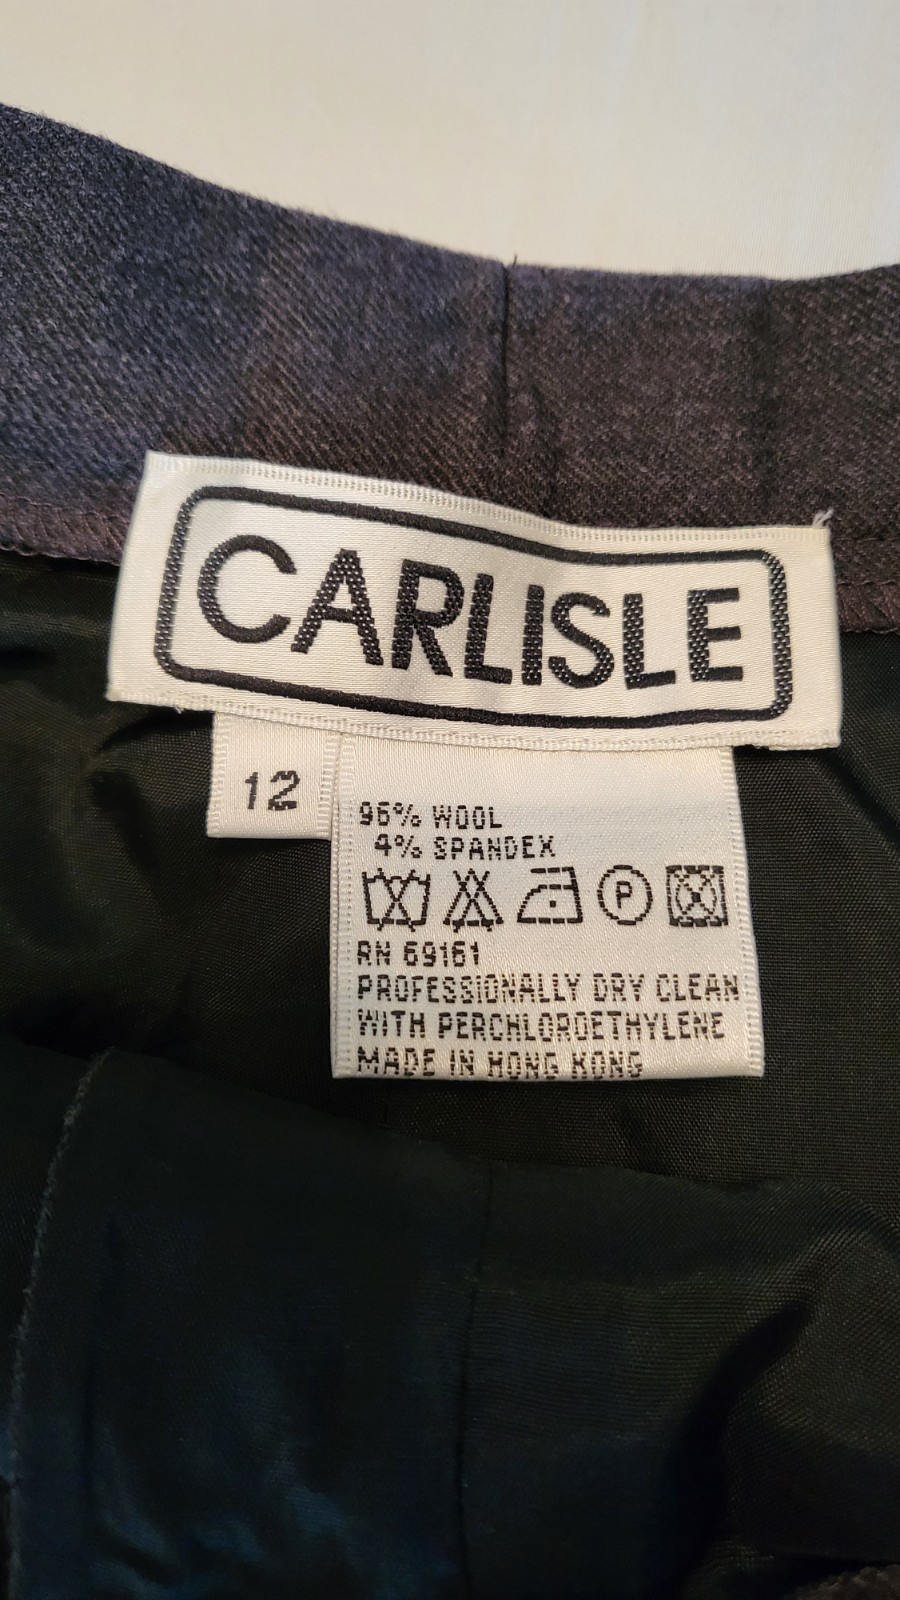 CARLISLE
12
96% WOOL
4% SPANDEX
P
RN 69161
PROFESSIONALLY DRY CLEAN
WITH PERCHLOROETHYLENE
MADE IN HONG KONG